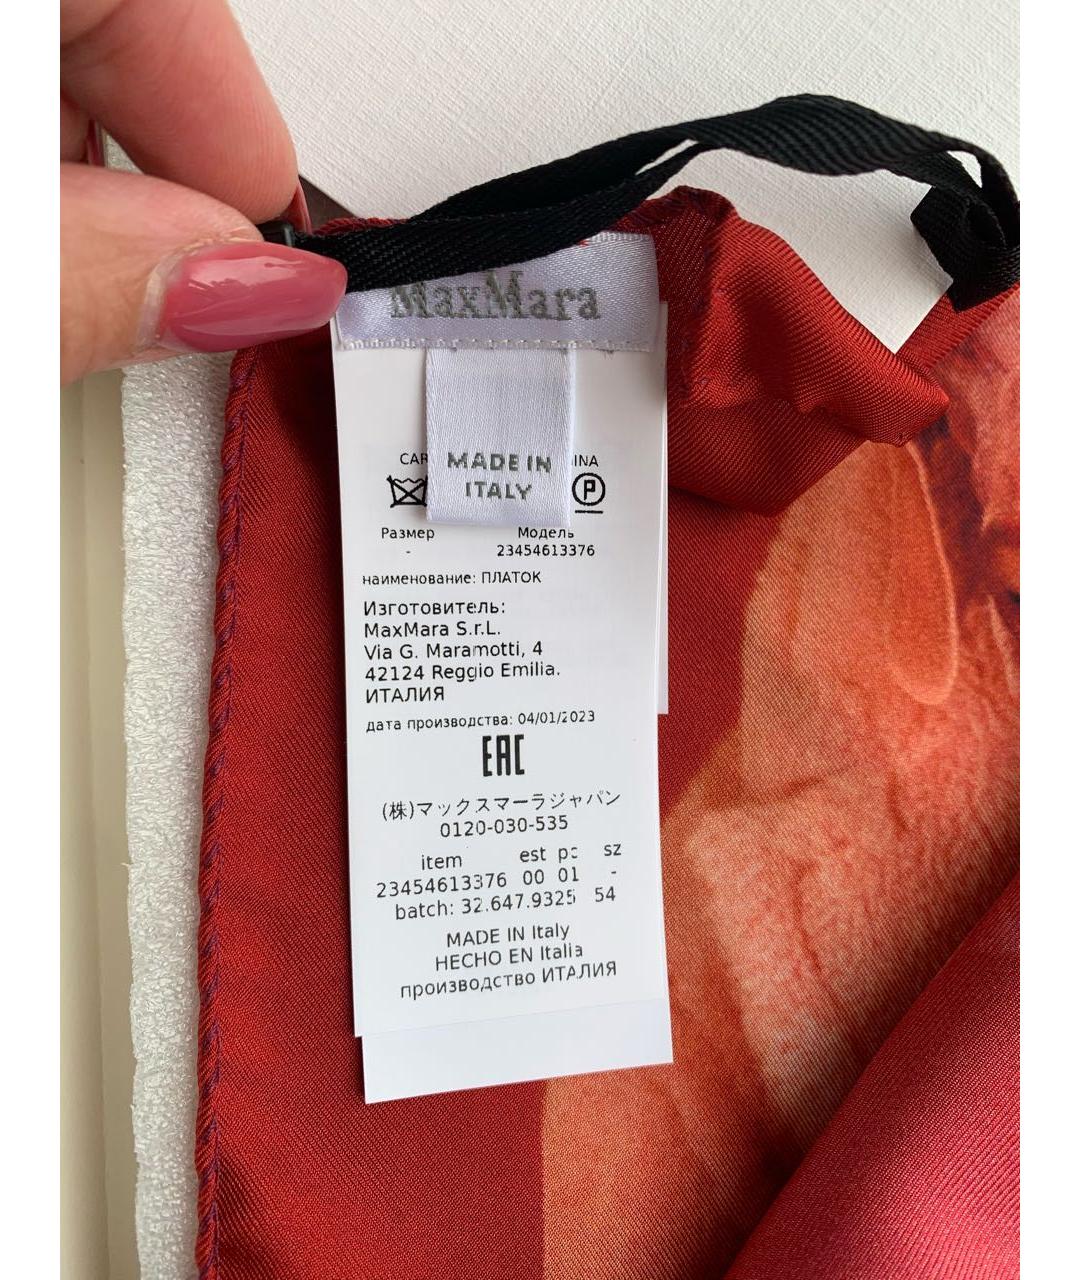 MaxMara
MADE IN
ITALY
P
Размер Модель
- 23454613376
наименование: ПЛАТОК
Изготовитель:
MaxMara S.r.L.
Via G. Maramotti, 4
42124 Reggio Emilia.
ИТАЛИЯ
дата производства: 04/01/2023
EAC
(株)マックスマーラジャパン
0120-030-535
item est pc sz
23454613376 00 01 -
batch: 32.647.9325 54
MADE IN Italy
HECHO EN Italia
производство ИТАЛИЯ